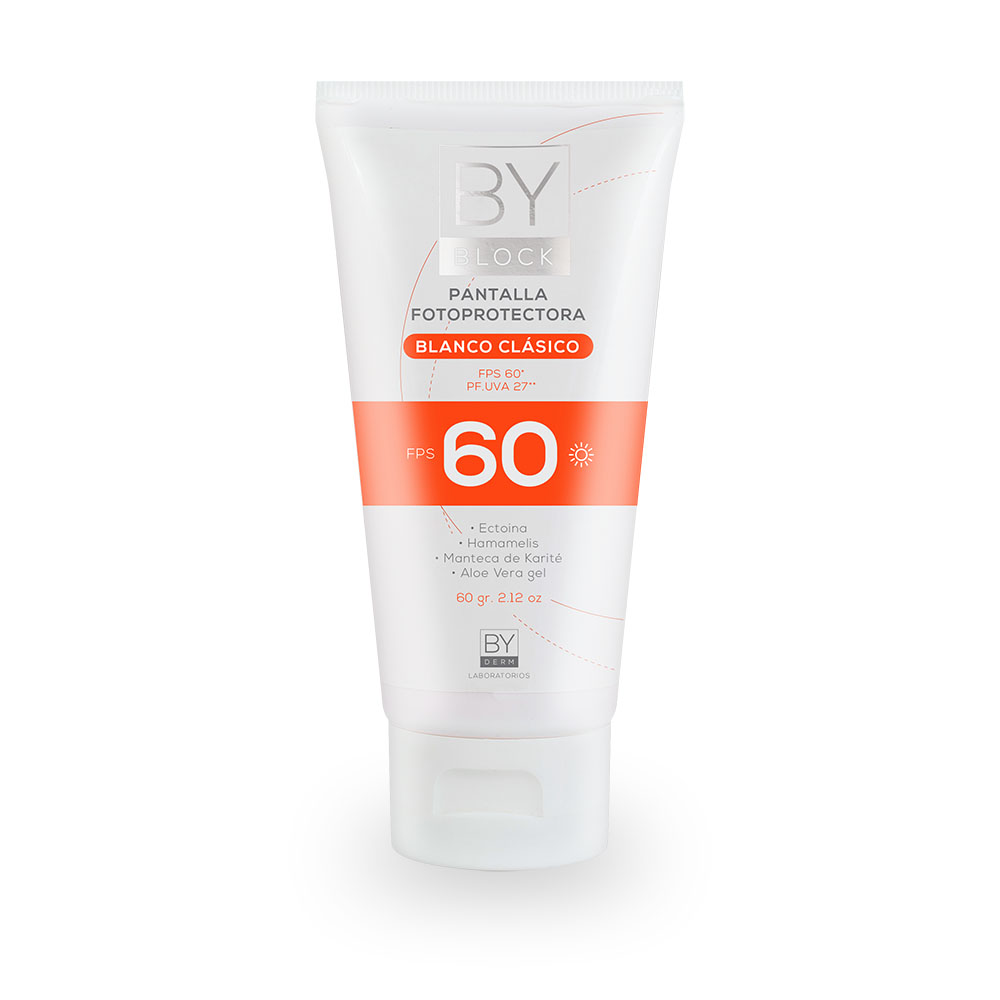 BY
BLOCK
PANTALLA
FOTOPROTECTORA
BLANCO CLÁSICO
FPS 60*
PF.UVA 27**
FPS 60
• Ectoina
• Hamamelis
• Manteca de Karité
• Aloe Vera gel
60 gr. 2.12 oz
BY
DERM
LABORATORIOS